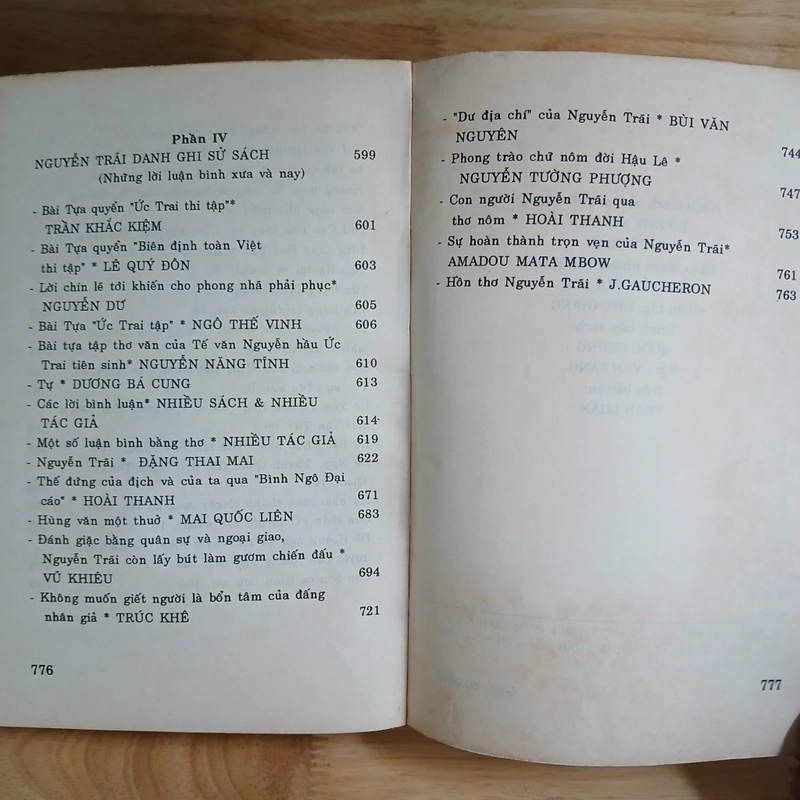 Phần IV
NGUYỄN TRÃI DANH GHI SỬ SÁCH 599
(Những lời luận bình xưa và nay)
- Bài Tựa quyển "Ức Trai thi tập"*
TRẦN KHẮC KIỆM 601
- Bài Tựa quyển "Biên định toàn Việt
thi tập" * LÊ QUÝ ĐÔN 603
- Lời chín lẽ tới khiến cho phong nhã phải phục*
NGUYỄN DƯ 605
- Bài Tựa "Ức Trai tập" * NGÔ THẾ VINH 606
- Bài tựa tập thơ văn của Tế văn Nguyễn hầu Ức
Trai tiên sinh* NGUYỄN NĂNG TĨNH 610
- Tự * DƯƠNG BÁ CUNG 613
- Các lời bình luận* NHIỀU SÁCH & NHIỀU
TÁC GIẢ 614
- Một số luận bình bằng thơ * NHIỀU TÁC GIẢ 619
- Nguyễn Trãi * ĐẶNG THAI MAI 622
- Thế đứng của địch và của ta qua "Bình Ngô Đại
cáo" * HOÀI THANH 671
- Hùng văn một thuở * MAI QUỐC LIÊN 683
- Đánh giặc bằng quân sự và ngoại giao,
Nguyễn Trãi còn lấy bút làm gươm chiến đấu *
VŨ KHIÊU 694
- Không muốn giết người là bổn tâm của đấng
nhân giả * TRÚC KHÊ 721
776
- "Dư địa chí" của Nguyễn Trãi * BÙI VĂN
NGUYÊN 744
- Phong trào chữ nôm đời Hậu Lê *
NGUYỄN TƯỜNG PHƯỢNG 747
- Con người Nguyễn Trãi qua
thơ nôm * HOÀI THANH 753
- Sự hoàn thành trọn vẹn của Nguyễn Trãi*
AMADOU MATA MBOW 761
- Hồn thơ Nguyễn Trãi * J.GAUCHERON 763
777